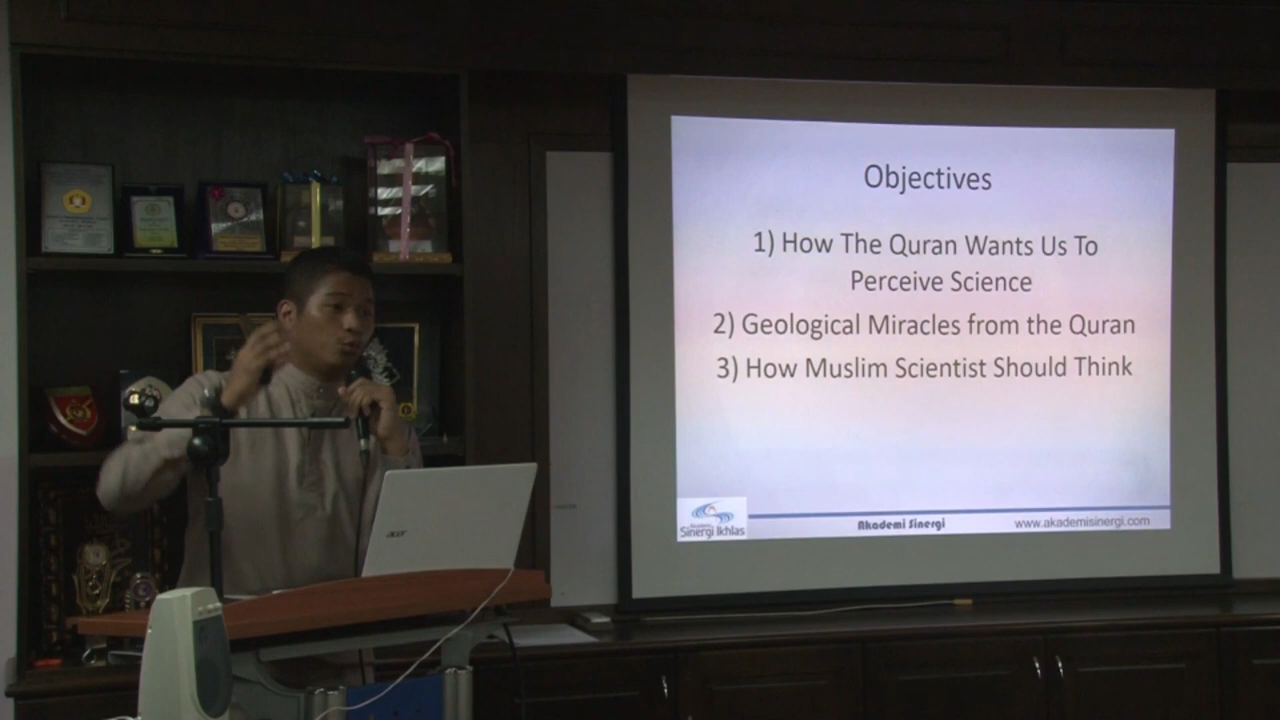 Objectives
1) How The Quran Wants Us To
Perceive Science
2) Geological Miracles from the Quran
3) How Muslim Scientist Should Think
Akademi
Sinergi Ikhlas
Akademi Sinergi
www.akademisinergi.com
acer